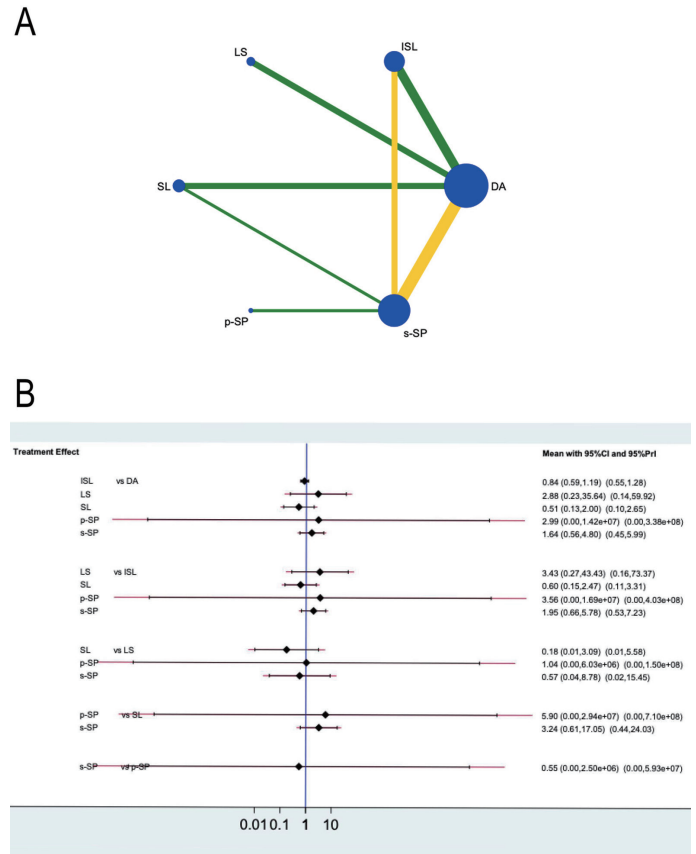 A
LS
ISL
SL
DA
p-SP
s-SP
B
Treatment Effect Mean with 95%CI and 95%PrI
ISL vs DA 0.84 (0.59,1.19) (0.55,1.28)
LS 2.88 (0.23,35.64) (0.14,59.92)
SL 0.51 (0.13,2.00) (0.10,2.65)
p-SP 2.99 (0.00,1.42e+07) (0.00,3.38e+08)
s-SP 1.64 (0.56,4.80) (0.45,5.99)
LS vs ISL 3.43 (0.27,43.43) (0.16,73.37)
SL 0.60 (0.15,2.47) (0.11,3.31)
p-SP 3.56 (0.00,1.69e+07) (0.00,4.03e+08)
s-SP 1.95 (0.66,5.78) (0.53,7.23)
SL vs LS 0.18 (0.01,3.09) (0.01,5.58)
p-SP 1.04 (0.00,6.03e+06) (0.00,1.50e+08)
s-SP 0.57 (0.04,8.78) (0.02,15.45)
p-SP vs SL 5.90 (0.00,2.94e+07) (0.00,7.10e+08)
s-SP 3.24 (0.61,17.05) (0.44,24.03)
s-SP vs p-SP 0.55 (0.00,2.50e+06) (0.00,5.93e+07)
0.01 0.1 1 10